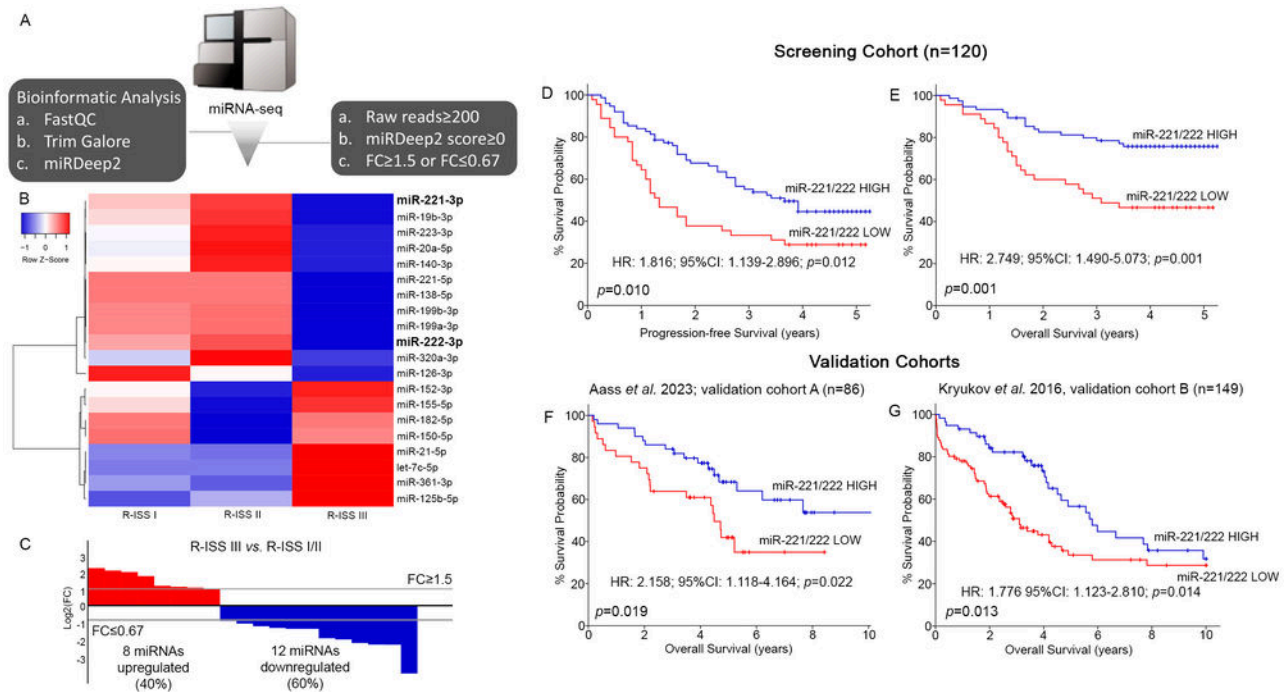 A
miRNA-seq
Bioinformatic Analysis
a. FastQC
b. Trim Galore
c. miRDeep2
a. Raw reads≥200
b. miRDeep2 score≥0
c. FC≥1.5 or FC≤0.67
B
−1 0 1
Row Z−Score
miR-221-3p
miR-19b-3p
miR-223-3p
miR-20a-5p
miR-140-3p
miR-221-5p
miR-138-5p
miR-199b-3p
miR-199a-3p
miR-222-3p
miR-320a-3p
miR-126-3p
miR-152-3p
miR-155-5p
miR-182-5p
miR-150-5p
miR-21-5p
let-7c-5p
miR-361-3p
miR-125b-5p
R-ISS I R-ISS II R-ISS III
C
R-ISS III vs. R-ISS I/II
Log2(FC)
3
2
1
0
-1
-2
-3
FC≥1.5
FC≤0.67
8 miRNAs
upregulated
(40%)
12 miRNAs
downregulated
(60%)
Screening Cohort (n=120)
D
% Survival Probability
100
80
60
40
20
0
miR-221/222 HIGH
miR-221/222 LOW
HR: 1.816; 95%CI: 1.139-2.896; p=0.012
p=0.010
0 1 2 3 4 5
Progression-free Survival (years)
E
% Survival Probability
100
80
60
40
20
0
miR-221/222 HIGH
miR-221/222 LOW
HR: 2.749; 95%CI: 1.490-5.073; p=0.001
p=0.001
0 1 2 3 4 5
Overall Survival (years)
Validation Cohorts
Aass et al. 2023; validation cohort A (n=86)
F
% Survival Probability
100
80
60
40
20
0
miR-221/222 HIGH
miR-221/222 LOW
HR: 2.158; 95%CI: 1.118-4.164; p=0.022
p=0.019
0 2 4 6 8 10
Overall Survival (years)
Kryukov et al. 2016, validation cohort B (n=149)
G
% Survival Probability
100
80
60
40
20
0
miR-221/222 HIGH
miR-221/222 LOW
HR: 1.776 95%CI: 1.123-2.810; p=0.014
p=0.013
0 2 4 6 8 10
Overall Survival (years)